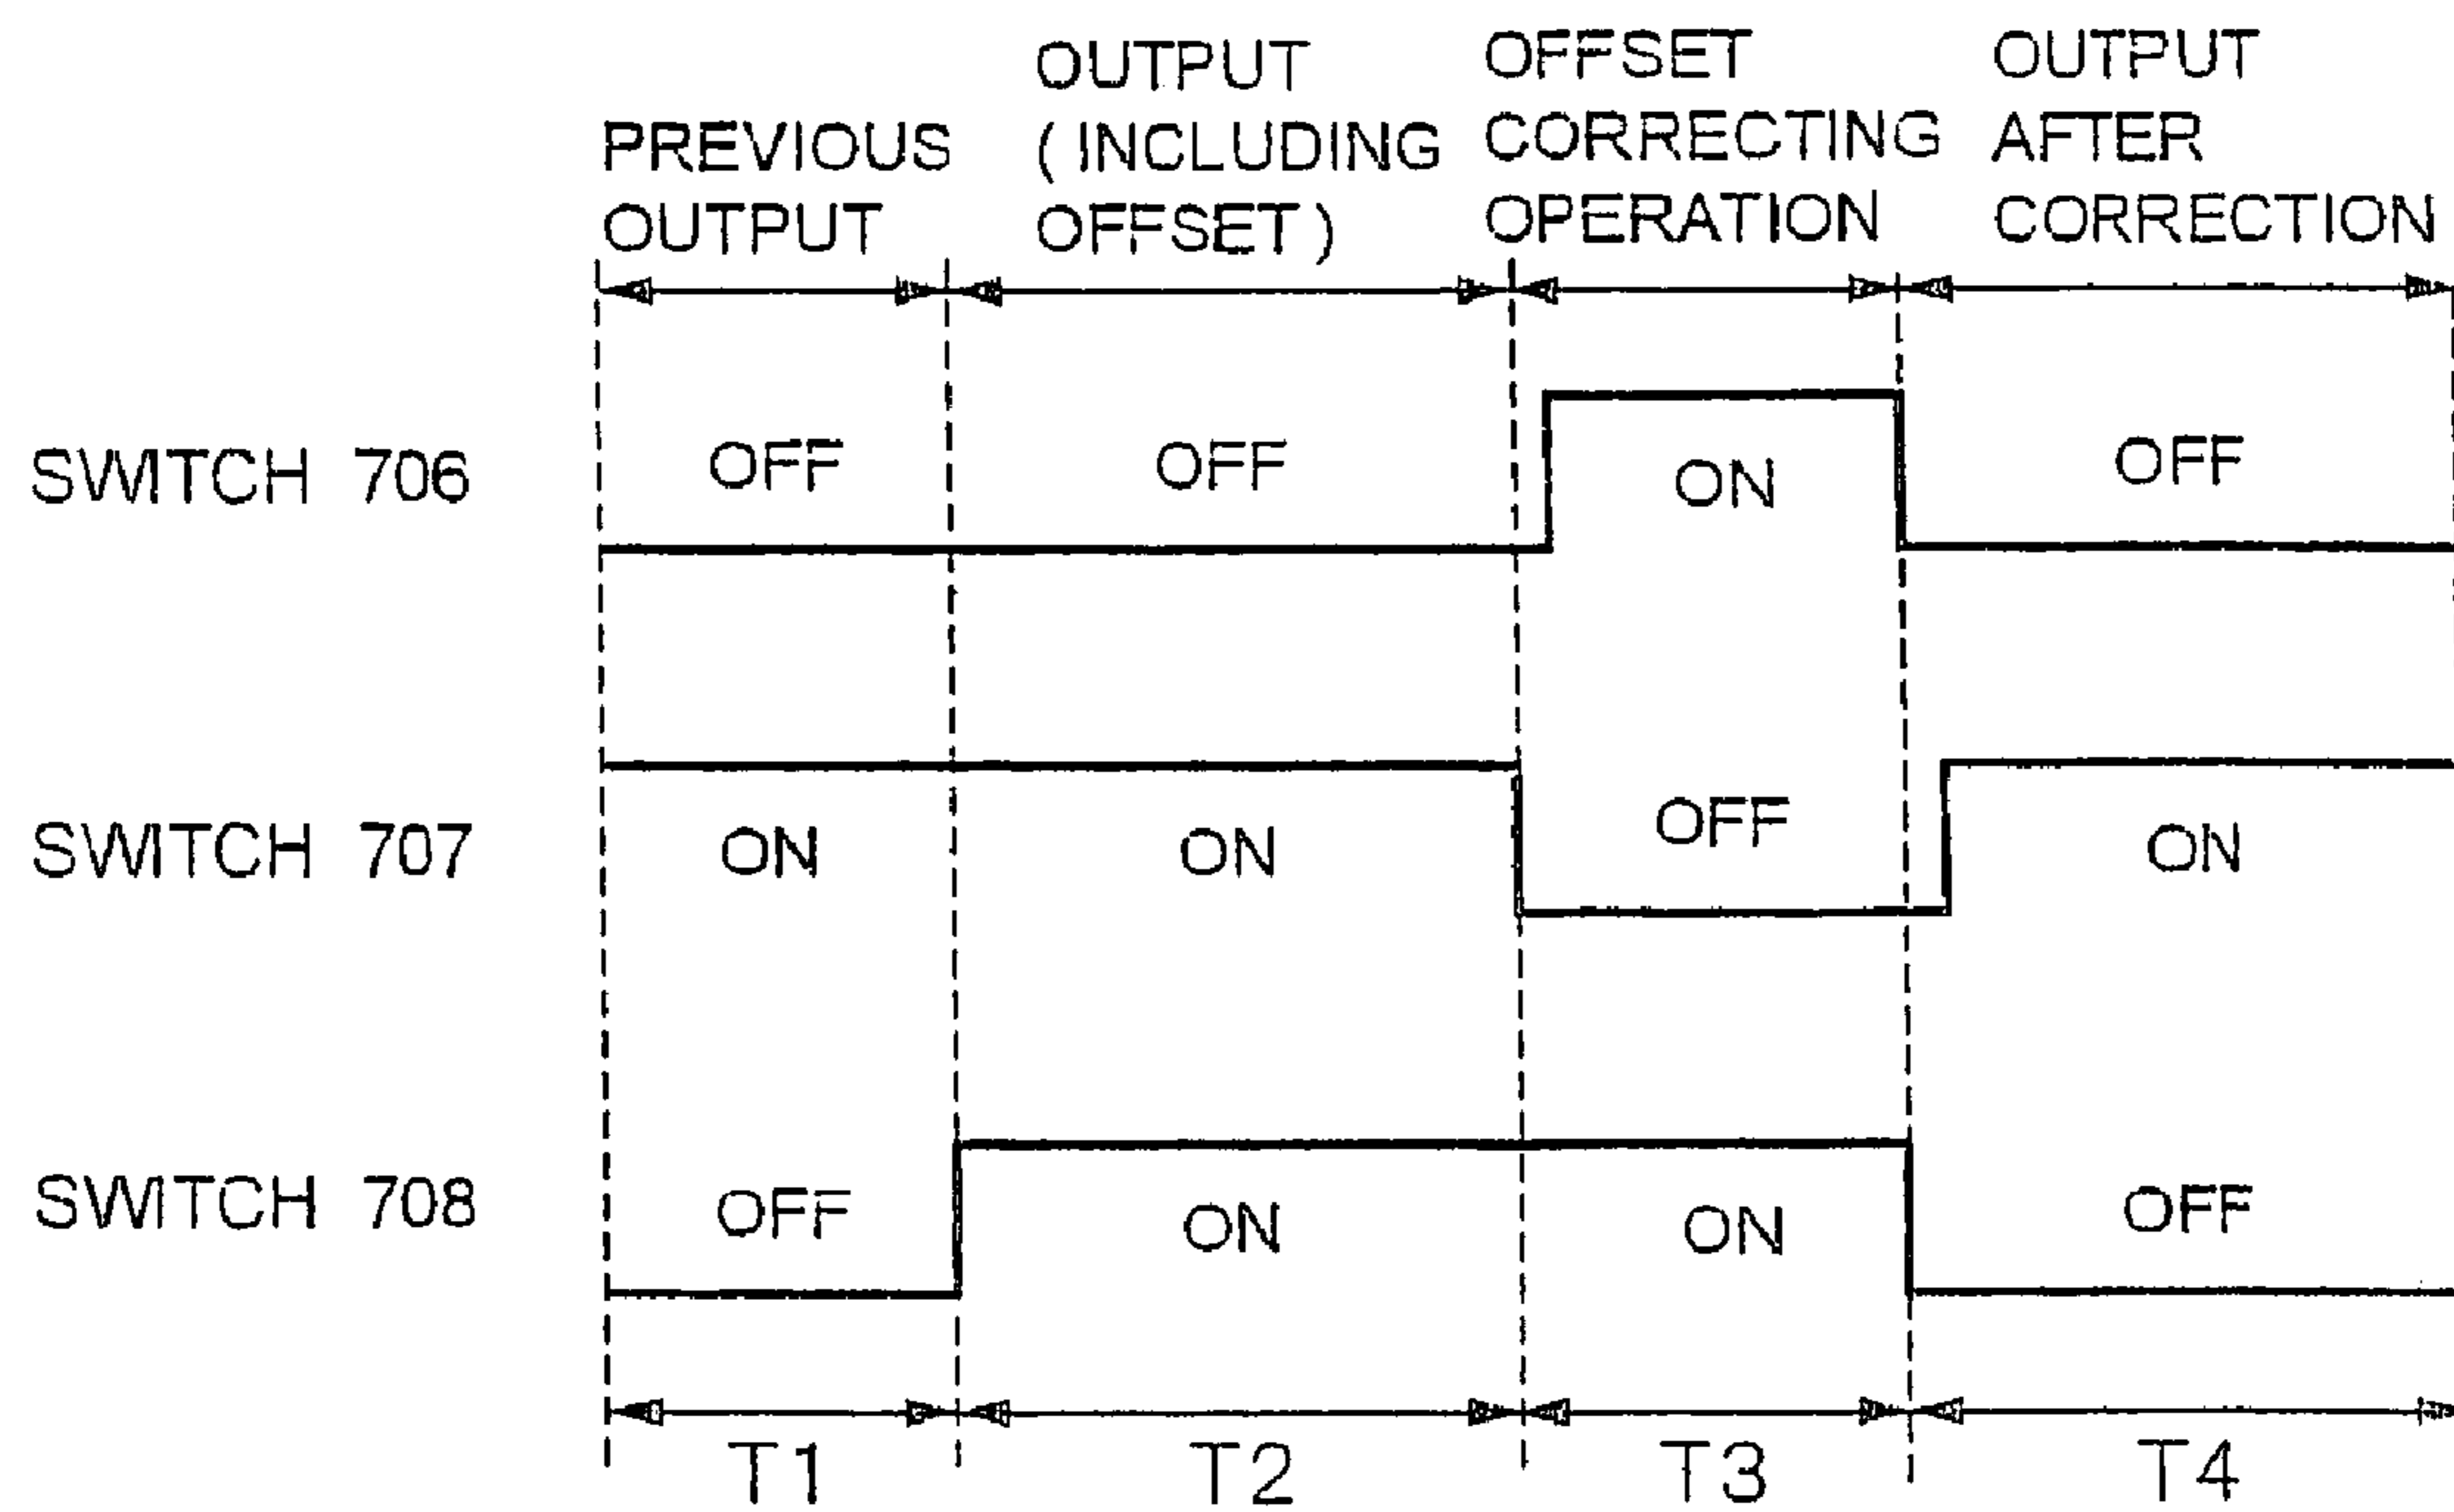 PREVIOUS
OUTPUT
OUTPUT
(INCLUDING
OFFSET)
OFFSET
CORRECTING
OPERATION
OUTPUT
AFTER
CORRECTION
SWITCH 706
OFF
OFF
ON
OFF
SWITCH 707
ON
ON
OFF
ON
SWITCH 708
OFF
ON
ON
OFF
T1
T2
T3
T4